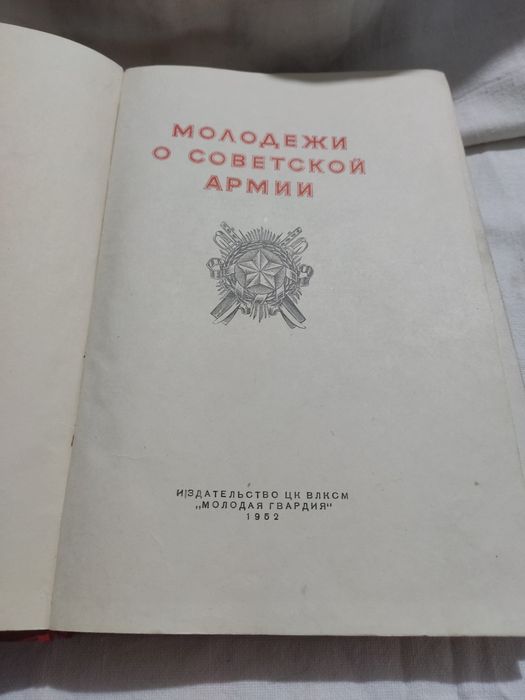 МОЛОДЕЖИ
О СОВЕТСКОЙ
АРМИИ
ИЗДАТЕЛЬСТВО ЦК ВЛКСМ
„МОЛОДАЯ ГВАРДИЯ"
1952